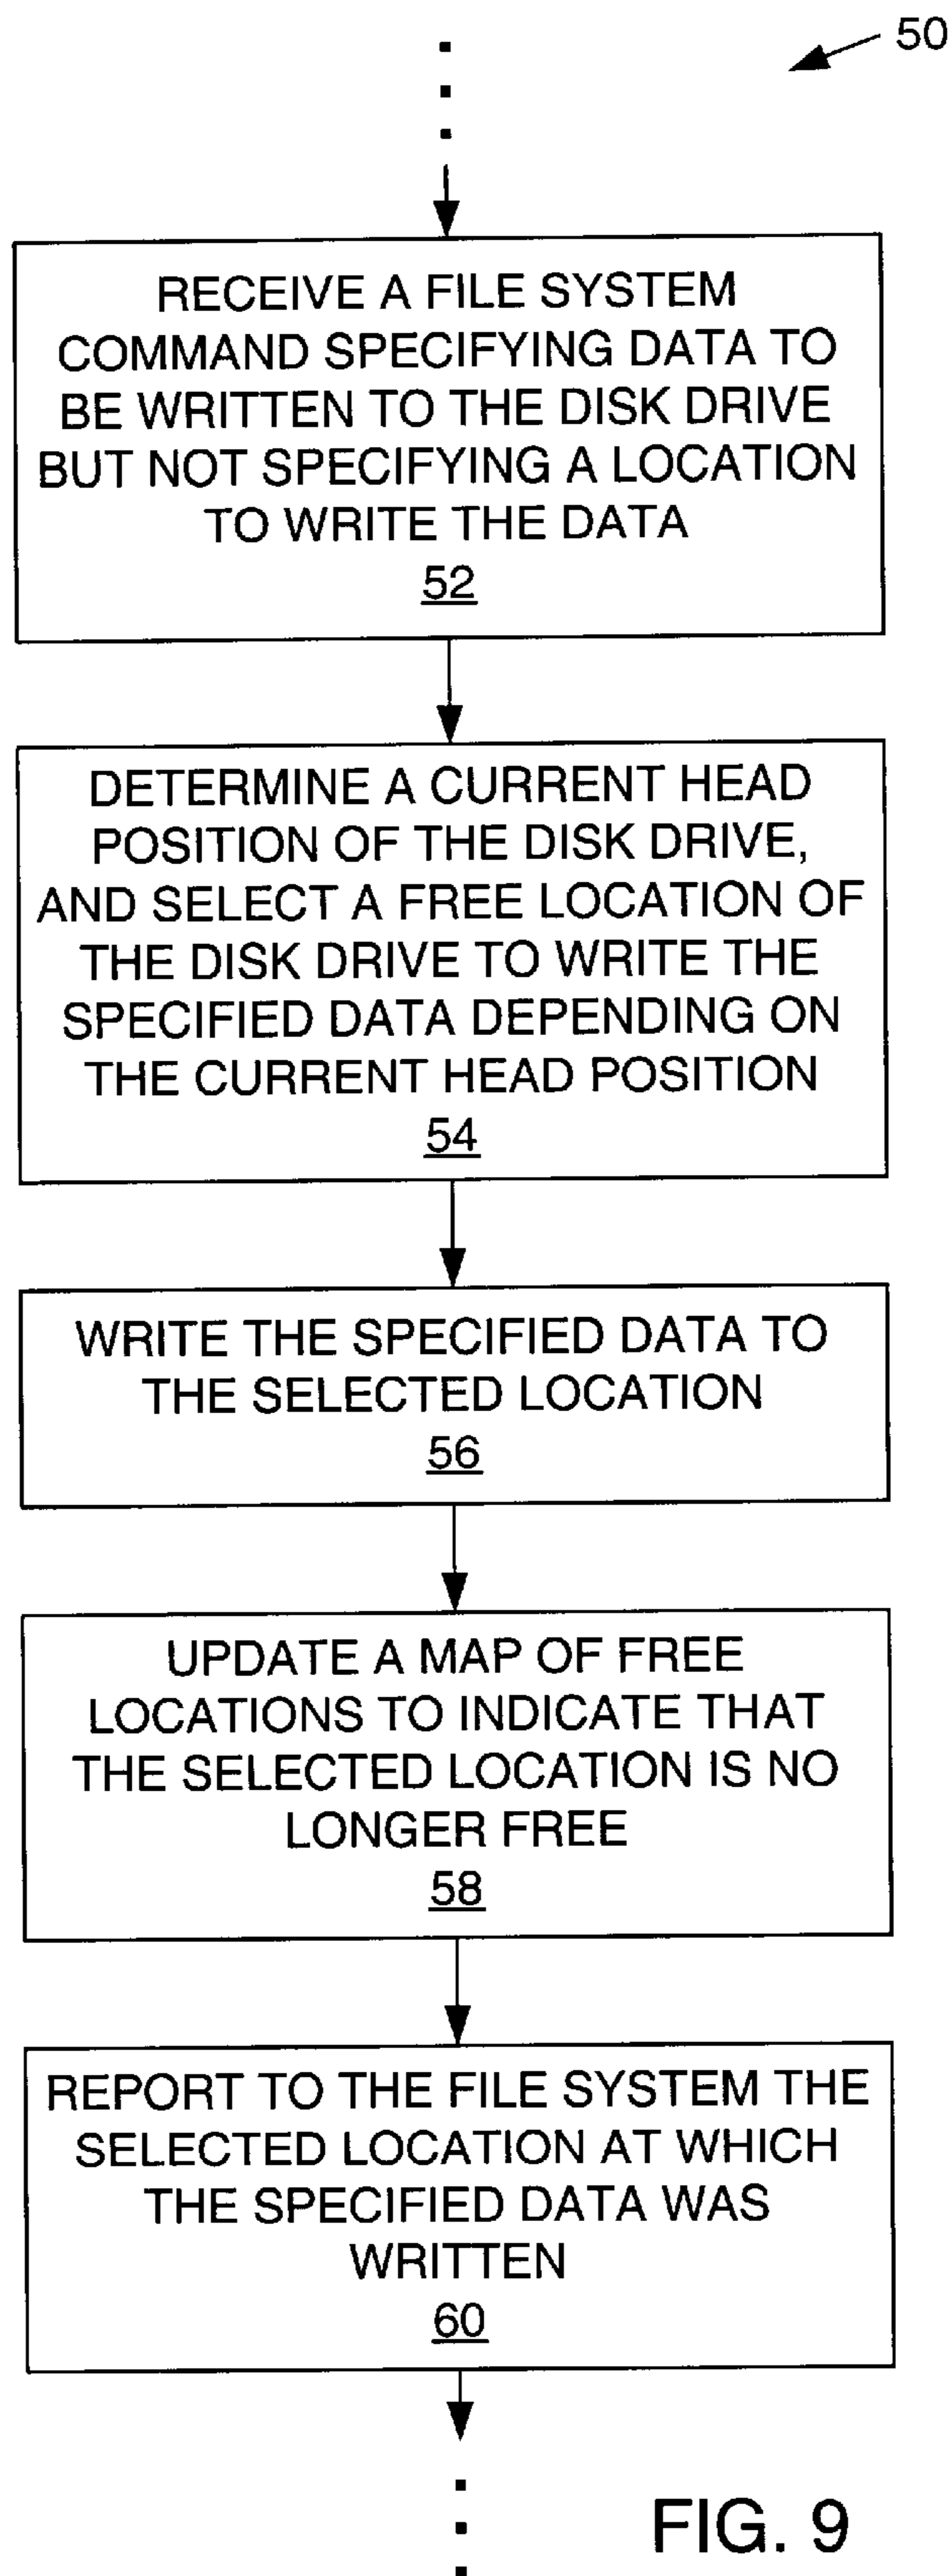 50
RECEIVE A FILE SYSTEM
COMMAND SPECIFYING DATA TO
BE WRITTEN TO THE DISK DRIVE
BUT NOT SPECIFYING A LOCATION
TO WRITE THE DATA
52
DETERMINE A CURRENT HEAD
POSITION OF THE DISK DRIVE,
AND SELECT A FREE LOCATION OF
THE DISK DRIVE TO WRITE THE
SPECIFIED DATA DEPENDING ON
THE CURRENT HEAD POSITION
54
WRITE THE SPECIFIED DATA TO
THE SELECTED LOCATION
56
UPDATE A MAP OF FREE
LOCATIONS TO INDICATE THAT
THE SELECTED LOCATION IS NO
LONGER FREE
58
REPORT TO THE FILE SYSTEM THE
SELECTED LOCATION AT WHICH
THE SPECIFIED DATA WAS
WRITTEN
60
FIG. 9